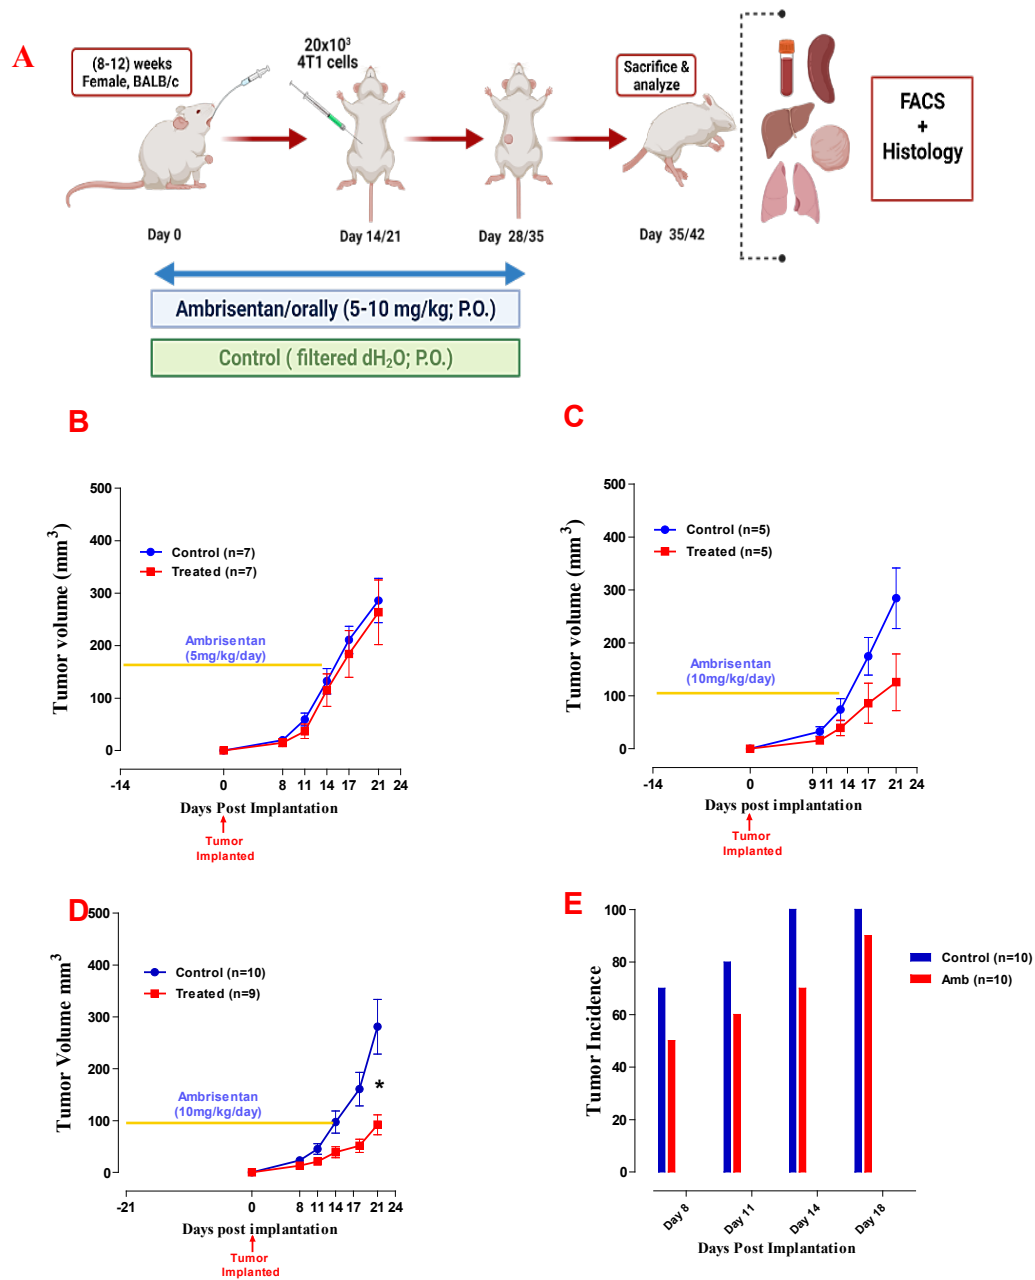 A
(8-12) weeks
Female, BALB/c
20x10³
4T1 cells
Sacrifice &
analyze
FACS
+
Histology
Day 0
Day 14/21
Day 28/35
Day 35/42
Ambrisentan/orally (5-10 mg/kg; P.O.)
Control ( filtered dH₂O; P.O.)
B
Tumor volume (mm³)
500
400
300
200
100
0
Control (n=7)
Treated (n=7)
Ambrisentan
(5mg/kg/day)
-14 0 8 11 14 17 21 24
Days Post Implantation
Tumor
Implanted
C
Tumor volume (mm³)
500
400
300
200
100
0
Control (n=5)
Treated (n=5)
Ambrisentan
(10mg/kg/day)
-14 0 9 11 14 17 21 24
Days post implantation
Tumor
Implanted
D
Tumor Volume mm³
500
400
300
200
100
0
Control (n=10)
Treated (n=9)
*
Ambrisentan
(10mg/kg/day)
-21 0 8 11 14 17 21 24
Days post implantation
Tumor
Implanted
E
Tumor Incidence
100
80
60
40
20
0
Control (n=10)
Amb (n=10)
Day 8 Day 11 Day 14 Day 18
Days Post Implantation